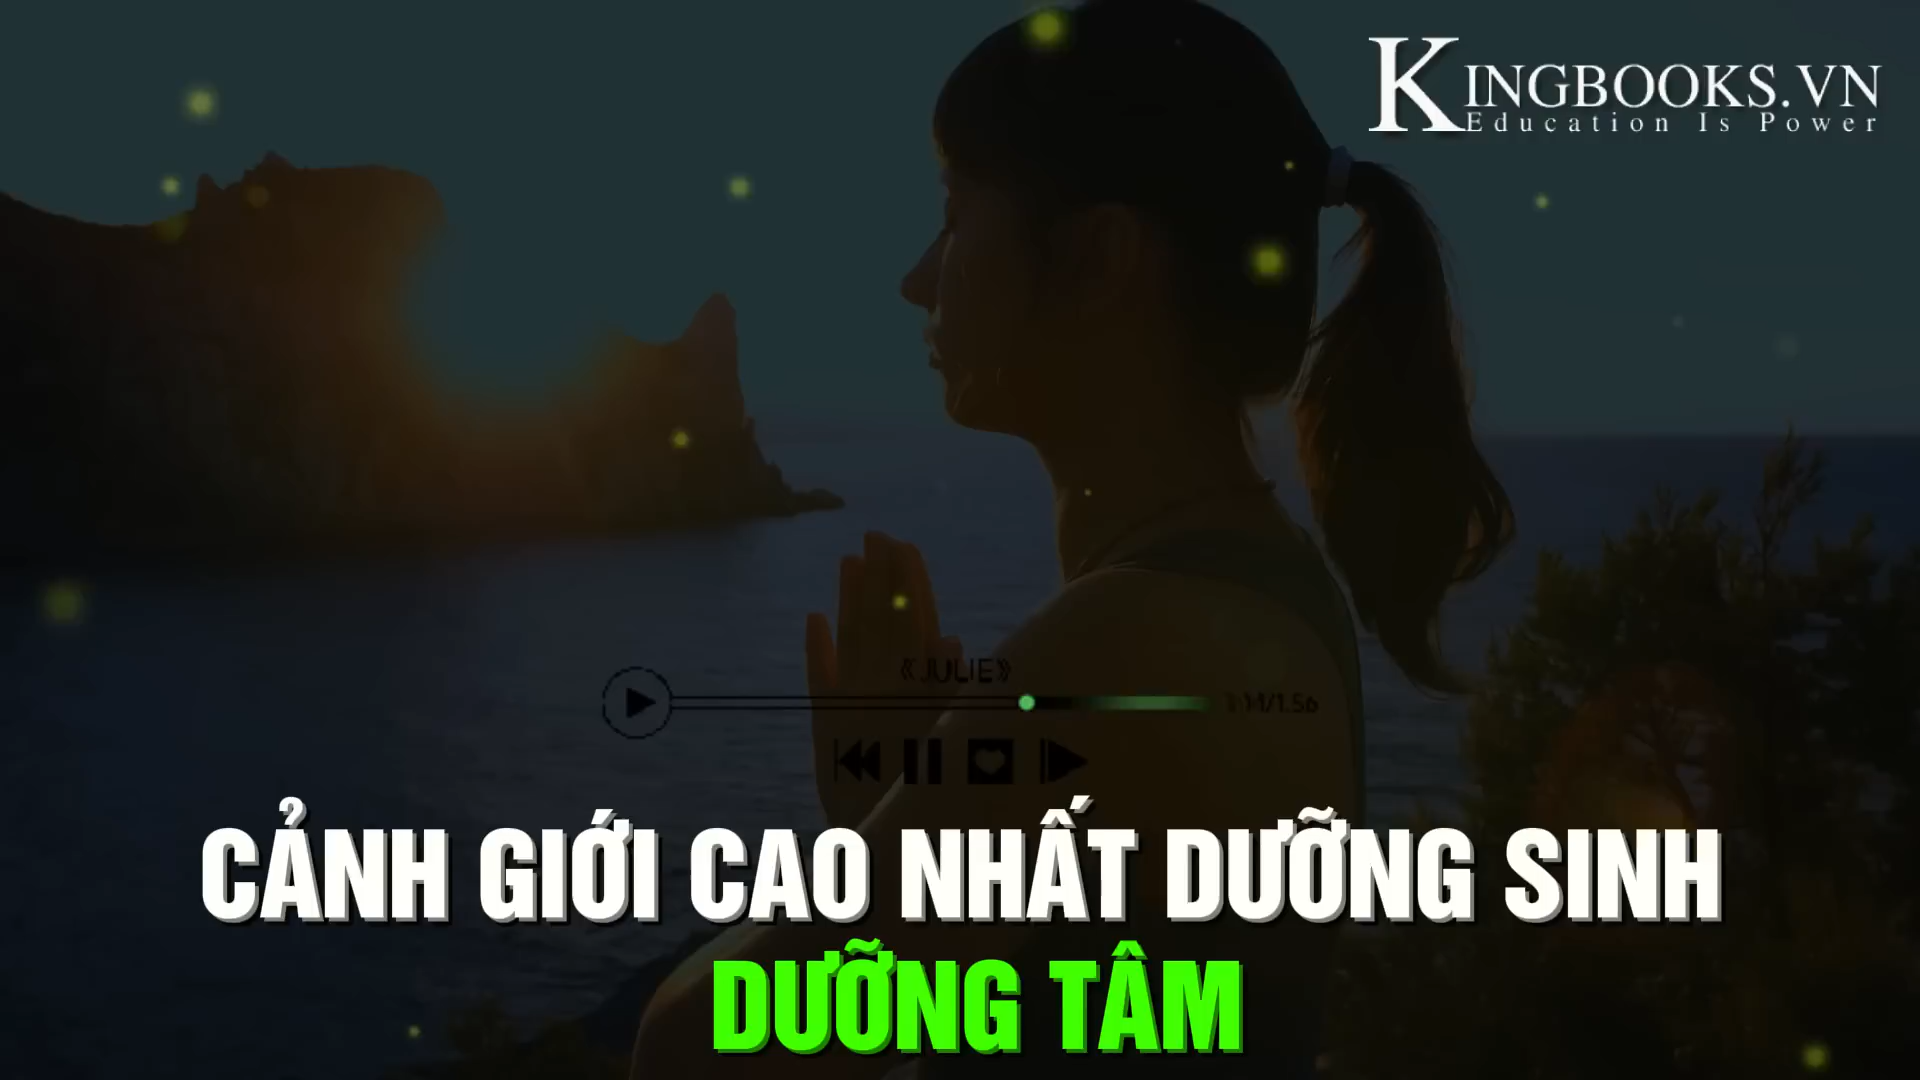 KINGBOOKS.VN
Education Is Power
《JULIE》
CẢNH GIỚI CAO NHẤT DƯỠNG SINH
DƯỠNG TÂM